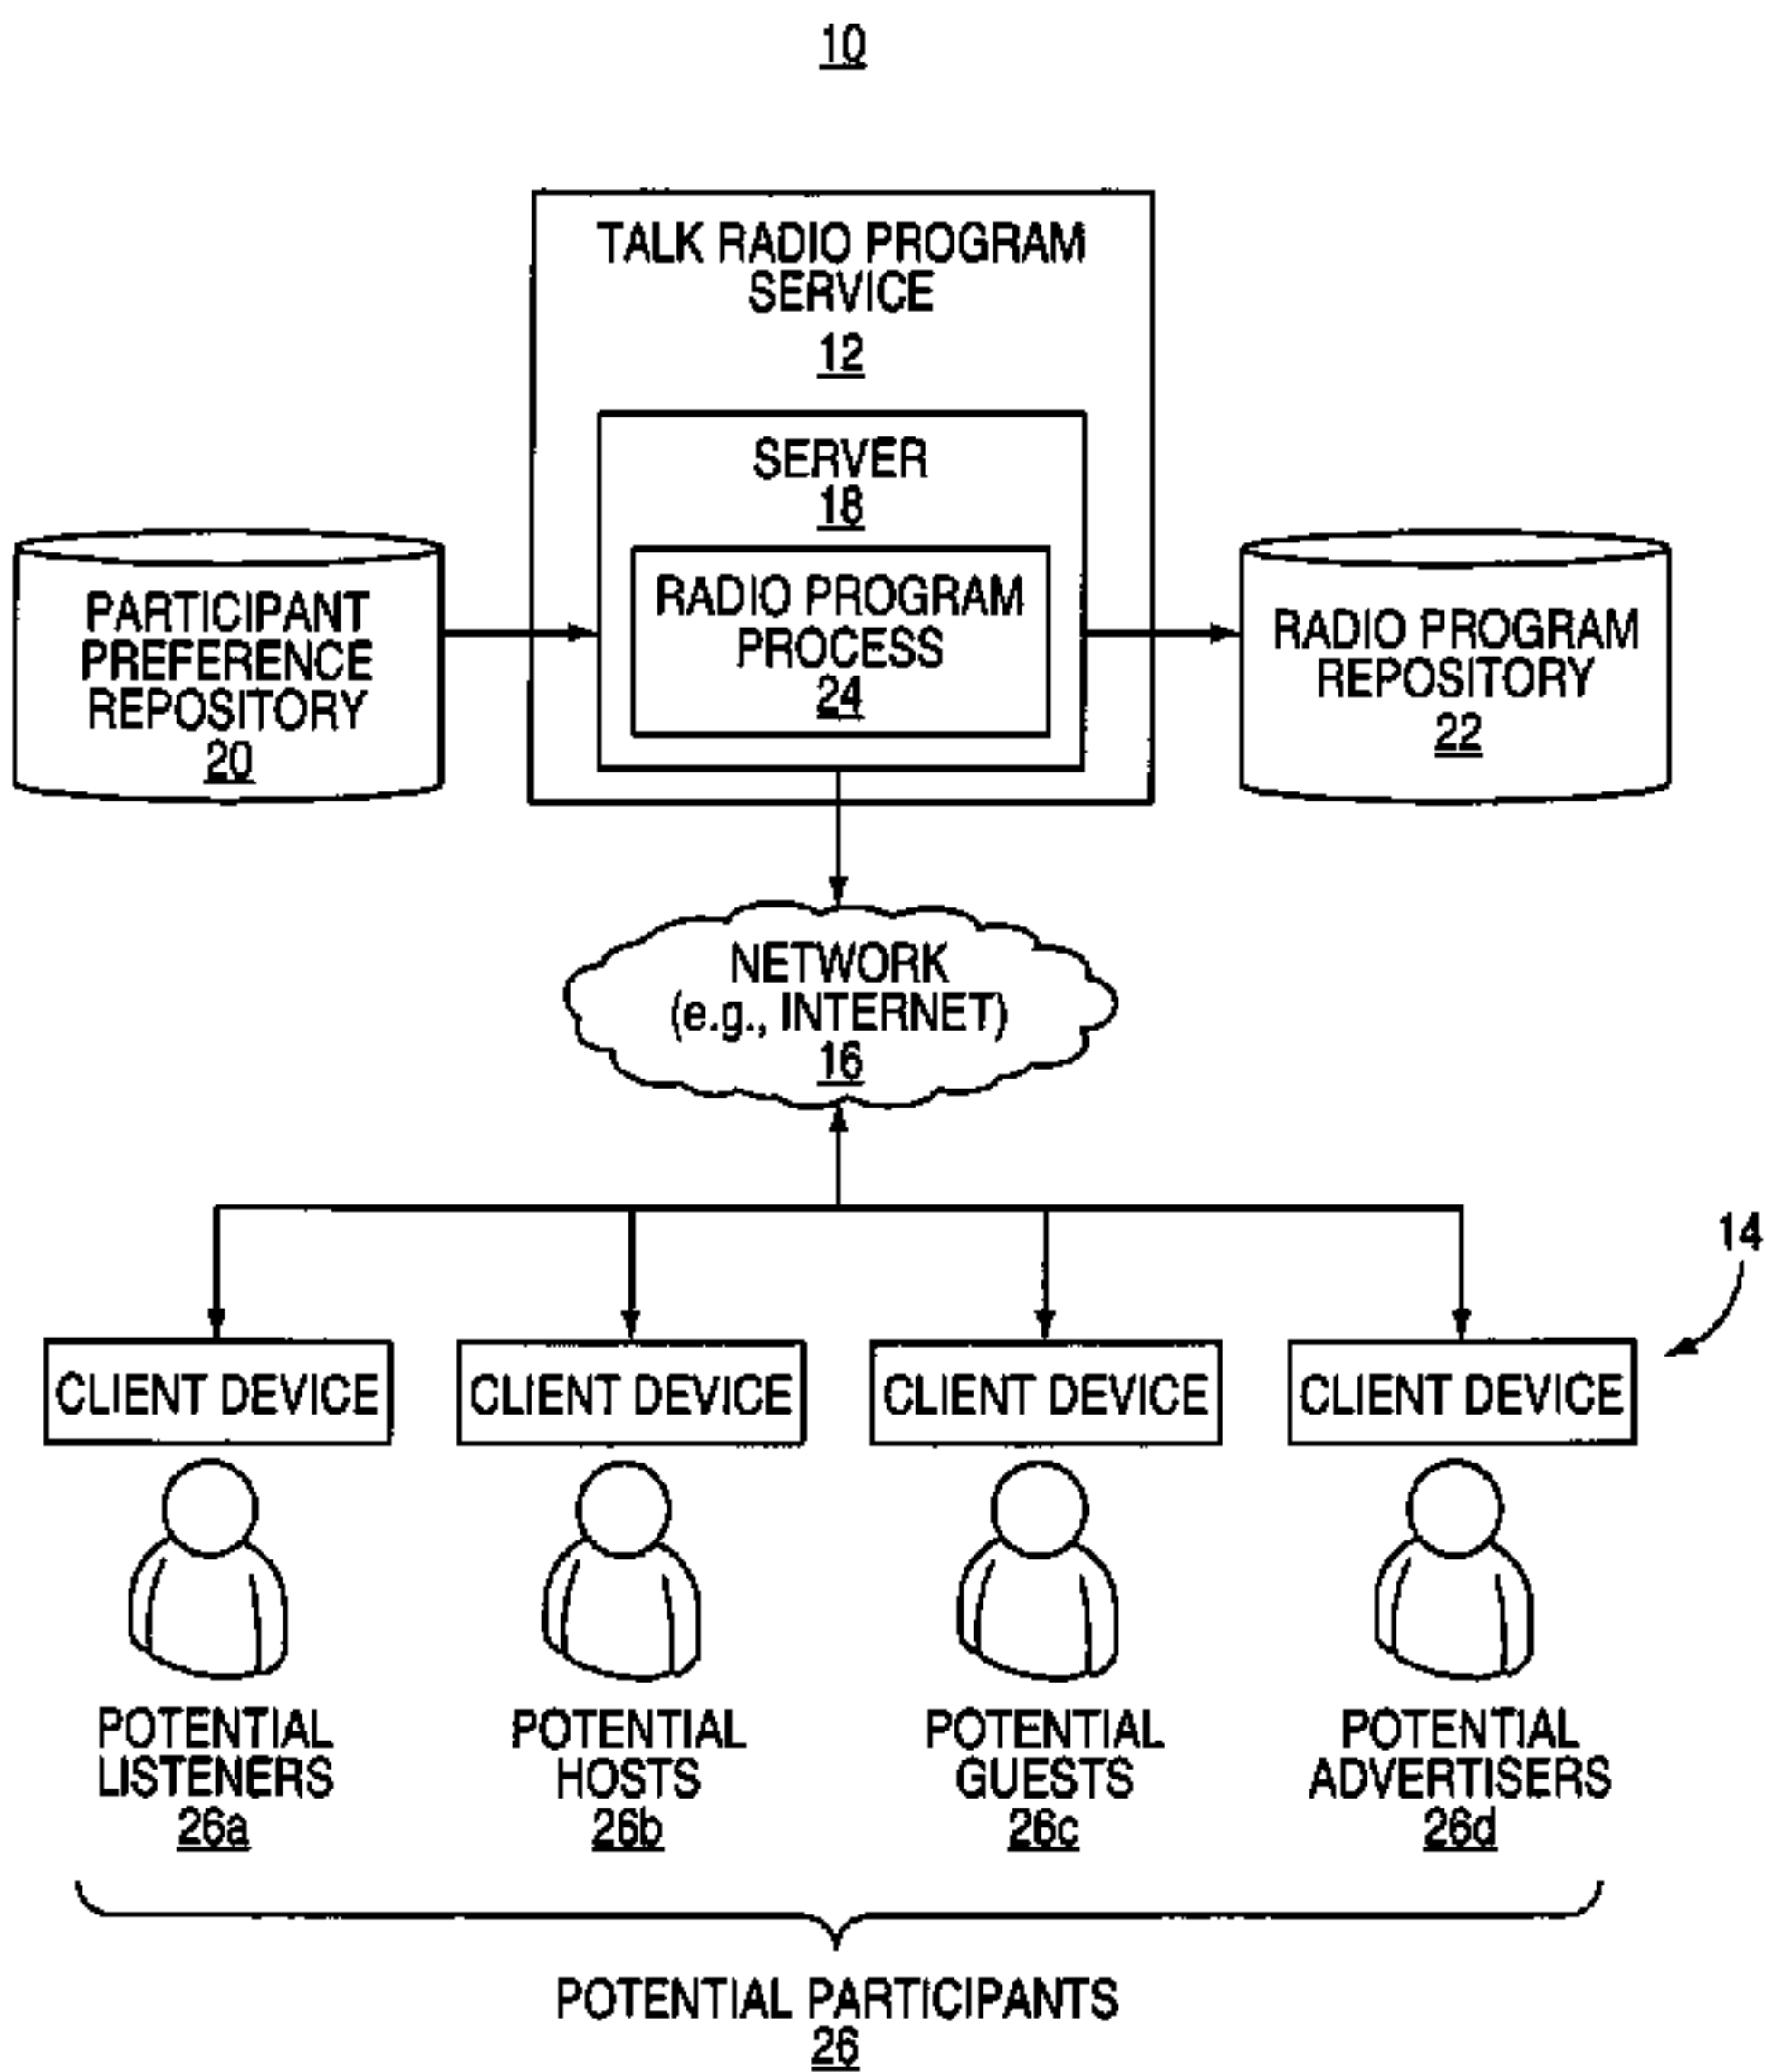 10
TALK RADIO PROGRAM
SERVICE
12
SERVER
18
RADIO PROGRAM
PROCESS
24
PARTICIPANT
PREFERENCE
REPOSITORY
20
RADIO PROGRAM
REPOSITORY
22
NETWORK
(e.g., INTERNET)
16
14
CLIENT DEVICE
CLIENT DEVICE
CLIENT DEVICE
CLIENT DEVICE
POTENTIAL
LISTENERS
26a
POTENTIAL
HOSTS
26b
POTENTIAL
GUESTS
26c
POTENTIAL
ADVERTISERS
26d
POTENTIAL PARTICIPANTS
26